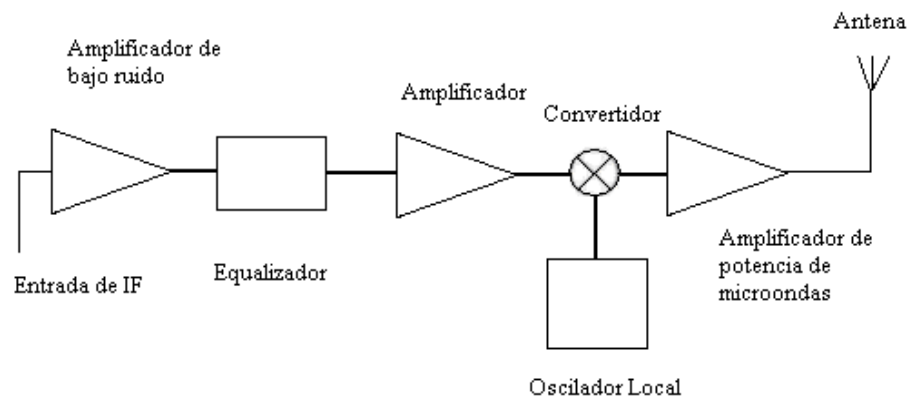 Antena
Amplificador de
bajo ruido
Amplificador
Convertidor
Entrada de IF
Equalizador
Amplificador de
potencia de
microondas
Oscilador Local